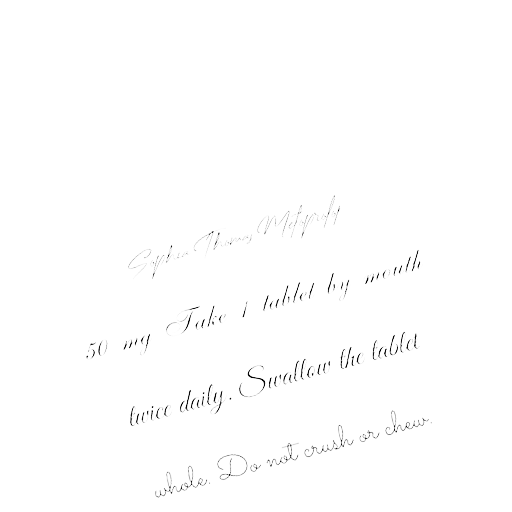 Sophia Thomas
50 mg Take 1 tablet by mouth
twice daily. Swallow the tablet
whole. Do not crush or chew.